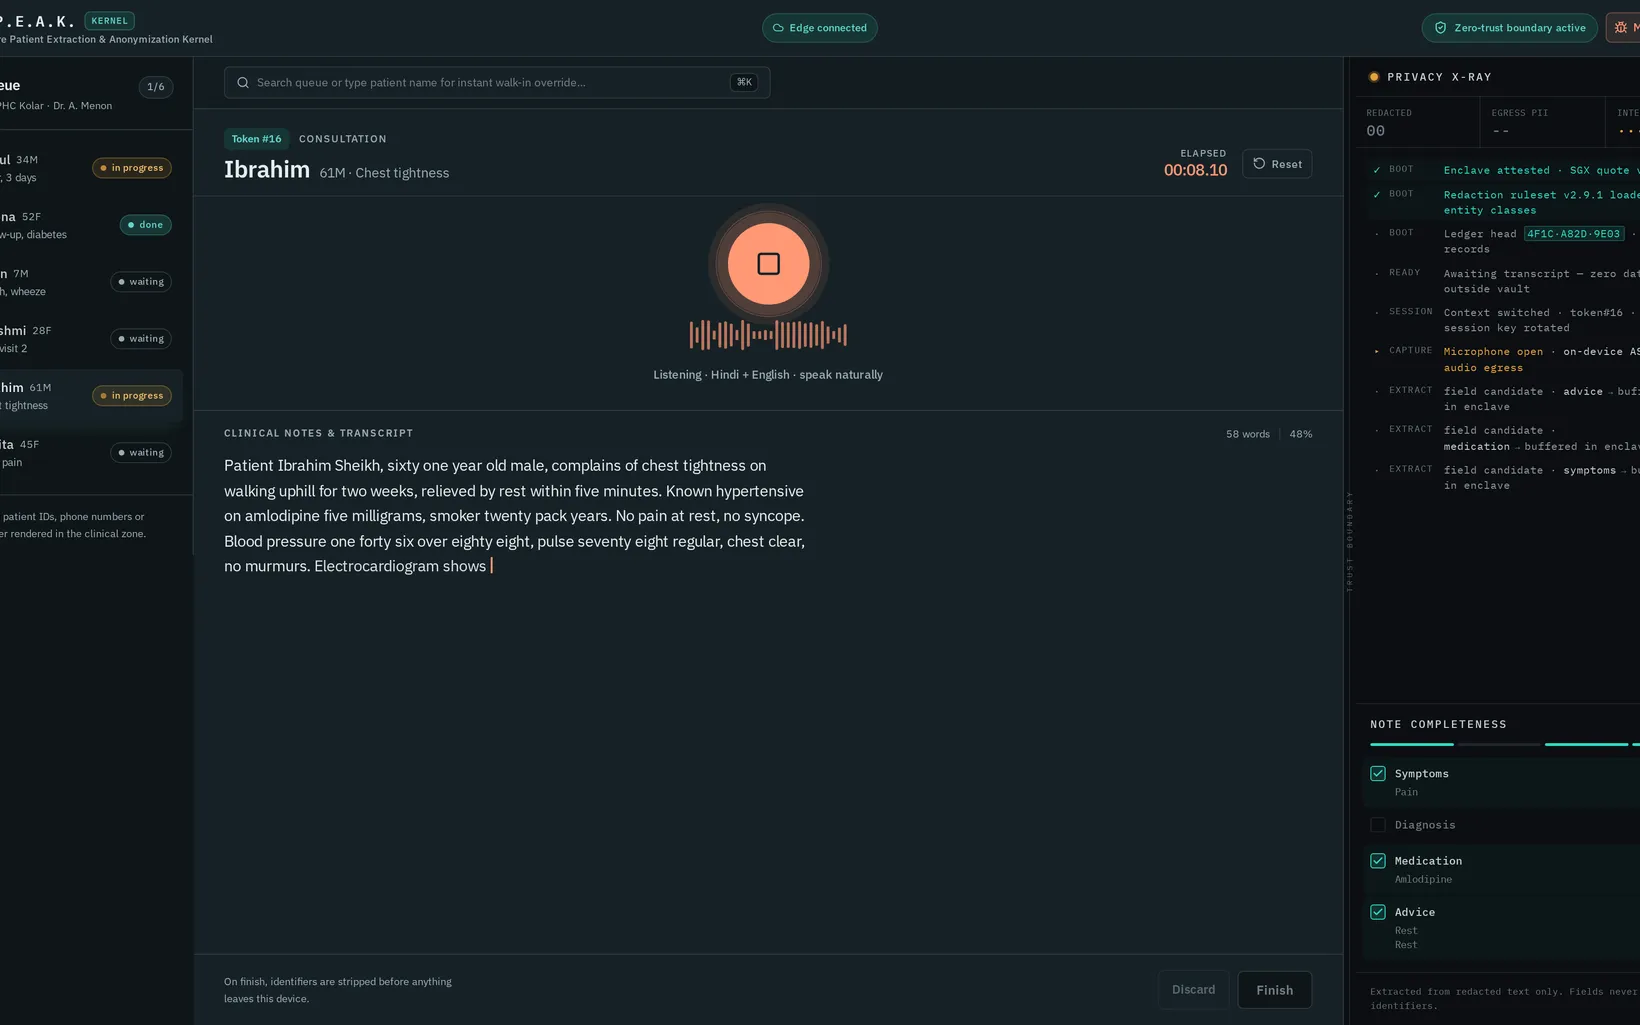 P.E.A.K. KERNEL
Patient Extraction & Anonymization Kernel
Edge connected
Zero-trust boundary active
1/6
PHC Kolar · Dr. A. Menon
34M
, 3 days
in progress
52F
diabetes
done
7M
wheeze
waiting
28F
visit 2
waiting
61M
tightness
in progress
45F
pain
waiting
patient IDs, phone numbers or
rendered in the clinical zone.
Search queue or type patient name for instant walk-in override…
⌘K
Token #16 CONSULTATION
Ibrahim 61M · Chest tightness
ELAPSED
00:08.10
Reset
Listening · Hindi + English · speak naturally
CLINICAL NOTES & TRANSCRIPT
58 words | 48%
Patient Ibrahim Sheikh, sixty one year old male, complains of chest tightness on
walking uphill for two weeks, relieved by rest within five minutes. Known hypertensive
on amlodipine five milligrams, smoker twenty pack years. No pain at rest, no syncope.
Blood pressure one forty six over eighty eight, pulse seventy eight regular, chest clear,
no murmurs. Electrocardiogram shows
On finish, identifiers are stripped before anything
leaves this device.
Discard
Finish
TRUST BOUNDARY
PRIVACY X-RAY
REDACTED
00
EGRESS PII
--
✓ BOOT Enclave attested · SGX quote
✓ BOOT Redaction ruleset v2.9.1
entity classes
· BOOT Ledger head 4F1C·A82D·9E03 ·
records
· READY Awaiting transcript — zero
outside vault
· SESSION Context switched · token#16 ·
session key rotated
▸ CAPTURE Microphone open · on-device
audio egress
· EXTRACT field candidate · advice →
in enclave
· EXTRACT field candidate ·
medication → buffered in
· EXTRACT field candidate · symptoms →
in enclave
NOTE COMPLETENESS
Symptoms
Pain
Diagnosis
Medication
Amlodipine
Advice
Rest
Rest
Extracted from redacted text only. Fields never
identifiers.